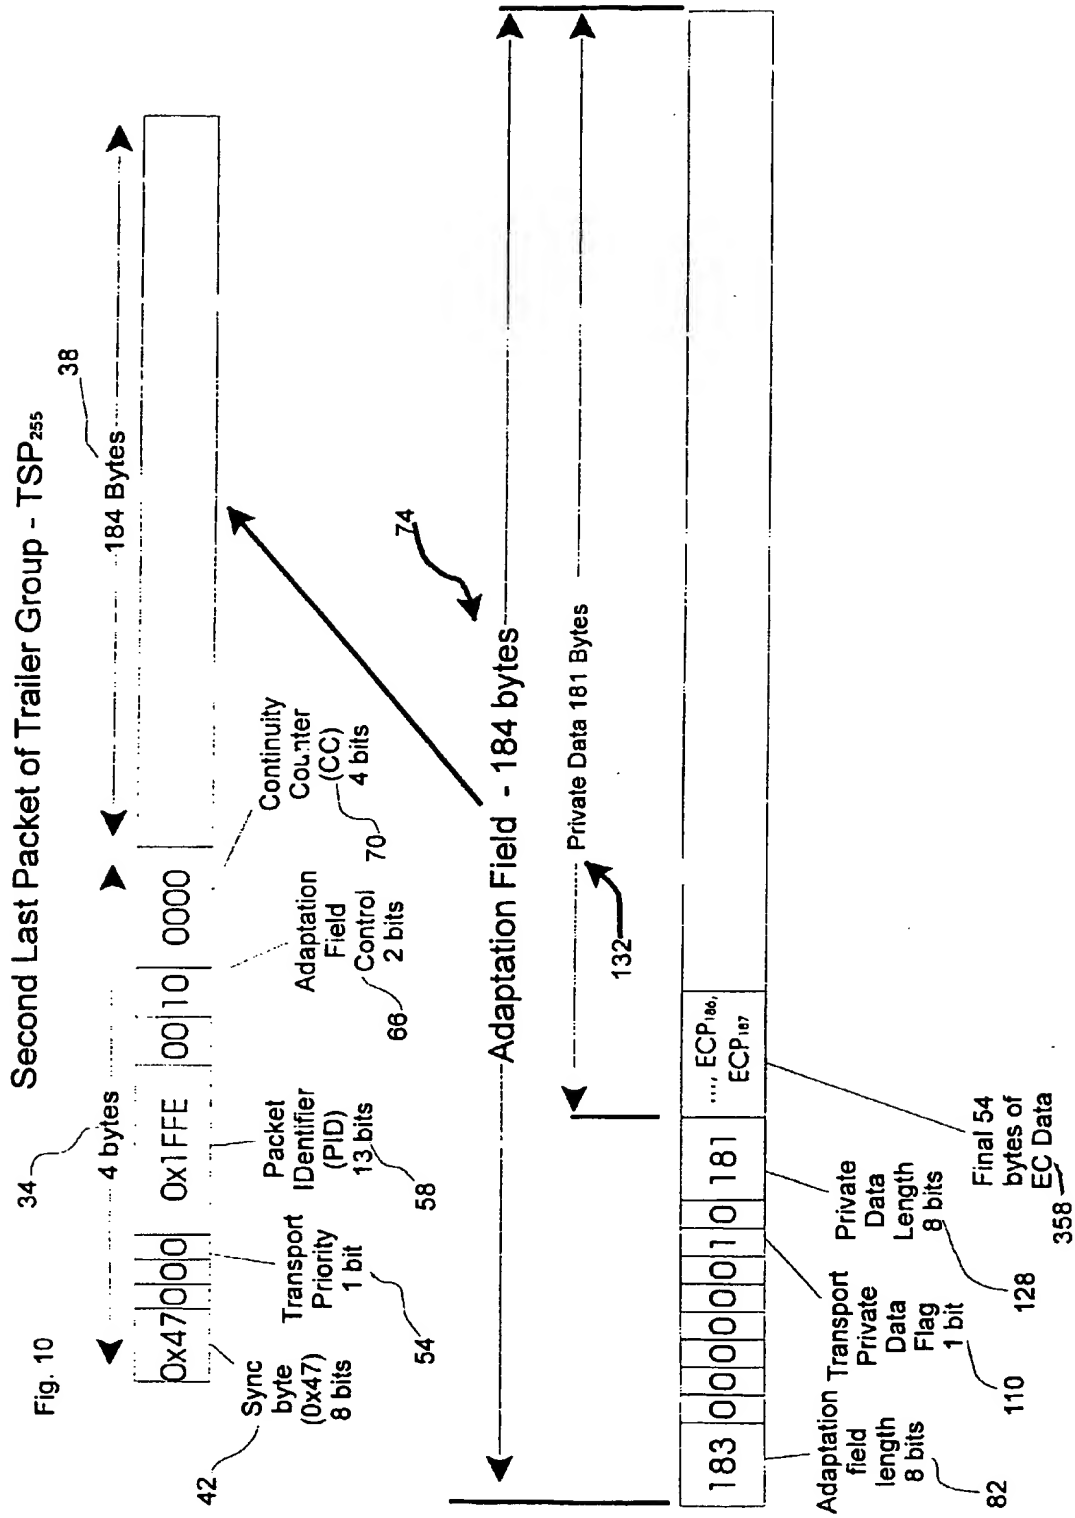 Second Last Packet of Trailer Group - TSP255
Fig. 10
34
4 bytes
184 Bytes
38
0x47
0
0
0
0x1FFE
00
10
0000
Sync
byte
(0x47)
8 bits
42
Transport
Priority
1 bit
54
Packet
IDentifier
(PID)
13 bits
58
Adaptation
Field
Control
2 bits
66
Continuity
Counter
(CC)
4 bits
70
Adaptation Field - 184 bytes
74
Private Data 181 Bytes
132
183
0
0
0
0
0
0
1
0
181
..., ECP186,
ECP187
Adaptation
field
length
8 bits
82
Transport
Private
Data
Flag
1 bit
110
Private
Data
Length
8 bits
128
Final 54
bytes of
EC Data
358